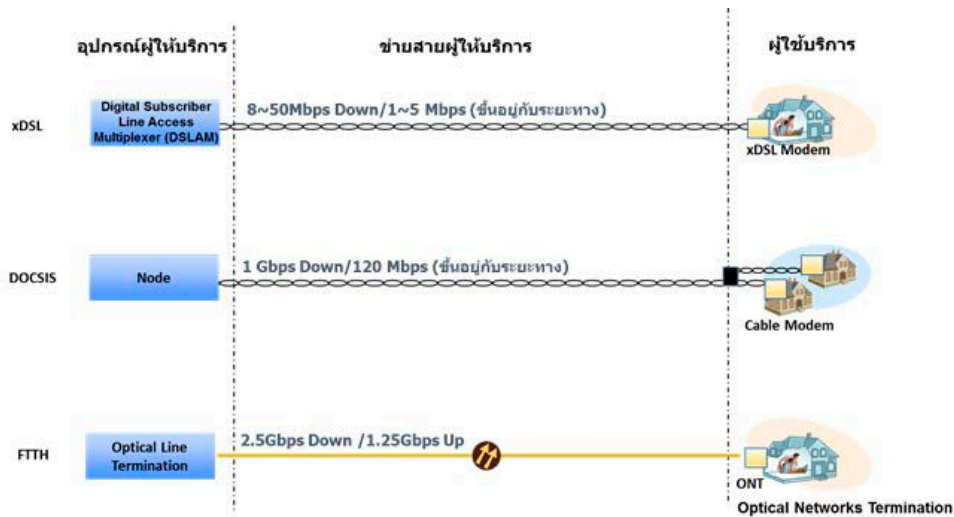 อุปกรณ์ผู้ให้บริการ
ข่ายสายผู้ให้บริการ
ผู้ใช้บริการ
xDSL
Digital Subscriber
Line Access
Multiplexer (DSLAM)
8~50Mbps Down/1~5 Mbps (ขึ้นอยู่กับระยะทาง)
xDSL Modem
DOCSIS
Node
1 Gbps Down/120 Mbps (ขึ้นอยู่กับระยะทาง)
Cable Modem
FTTH
Optical Line
Termination
2.5Gbps Down /1.25Gbps Up
ONT
Optical Networks Termination